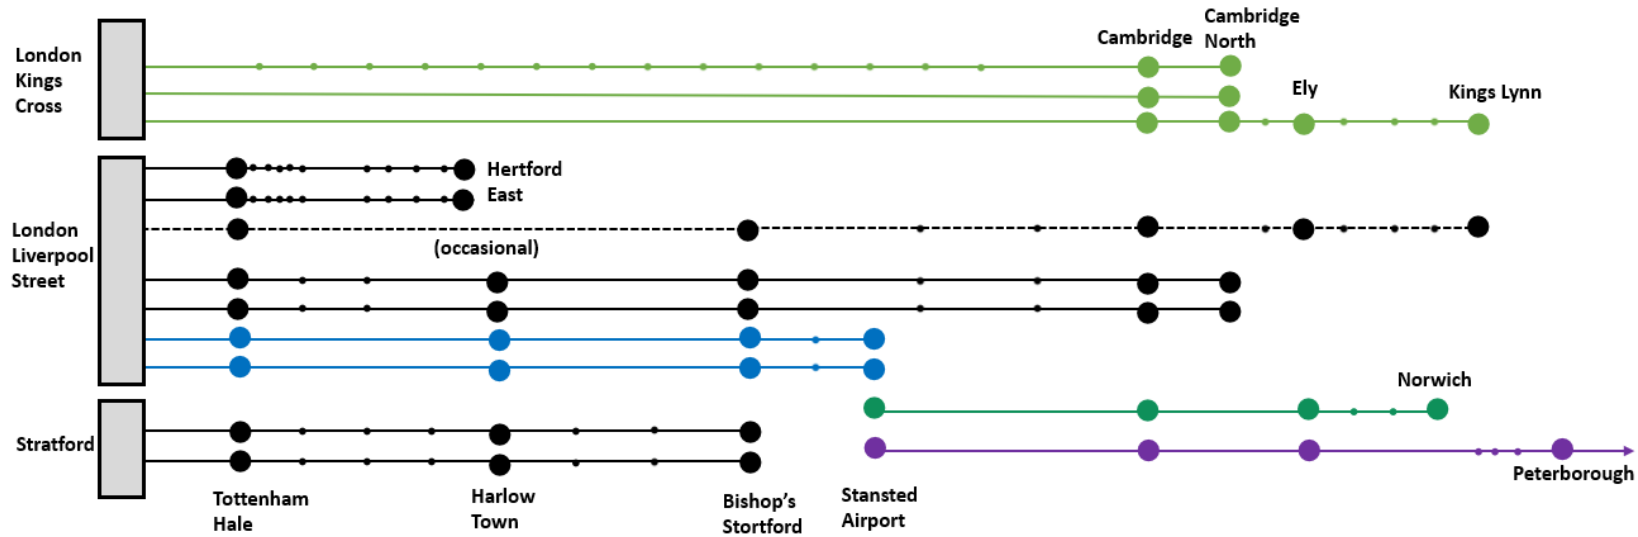 London
Kings
Cross
Cambridge
Cambridge
North
Ely
Kings Lynn
Hertford
East
London
Liverpool
Street
(occasional)
Norwich
Stratford
Peterborough
Tottenham
Hale
Harlow
Town
Bishop's
Stortford
Stansted
Airport